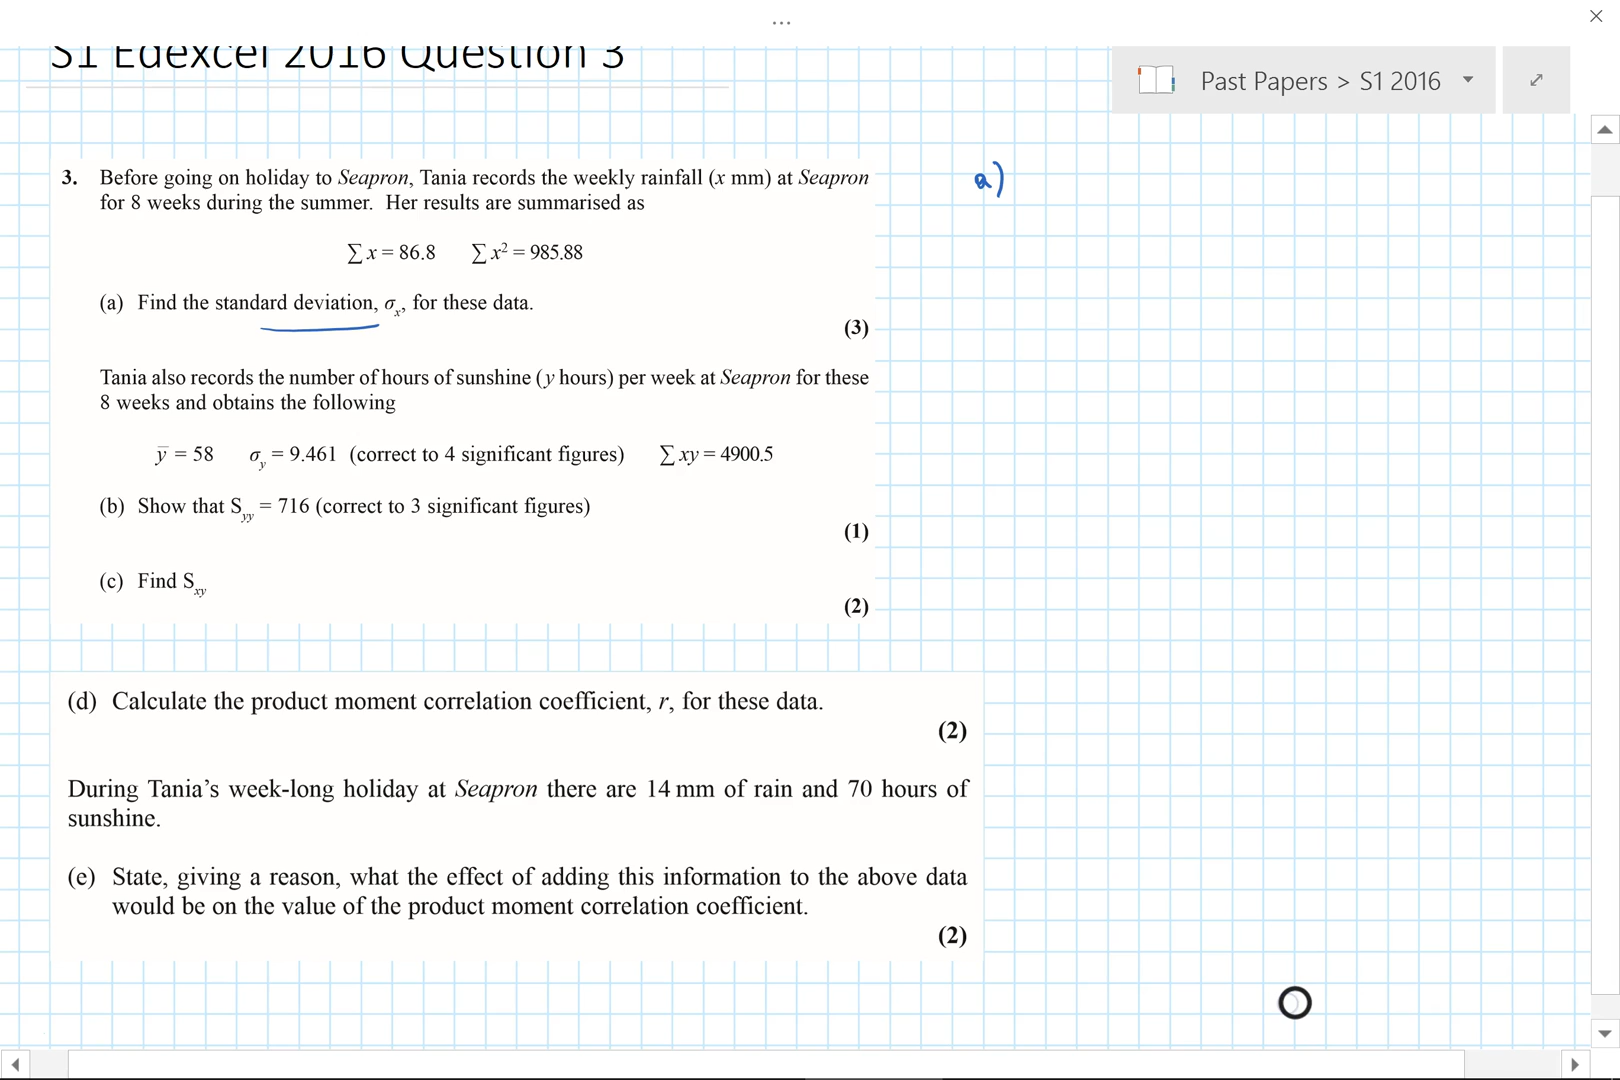 S1 Edexcel 2016 Question 3
Past Papers > S1 2016
3. Before going on holiday to Seapron, Tania records the weekly rainfall (x mm) at Seapron
for 8 weeks during the summer. Her results are summarised as
∑x = 86.8 ∑x² = 985.88
(a) Find the standard deviation, σₓ, for these data.
(3)
Tania also records the number of hours of sunshine (y hours) per week at Seapron for these
8 weeks and obtains the following
ȳ = 58 σ_y = 9.461 (correct to 4 significant figures) ∑xy = 4900.5
(b) Show that S_yy = 716 (correct to 3 significant figures)
(1)
(c) Find S_xy
(2)
(d) Calculate the product moment correlation coefficient, r, for these data.
(2)
During Tania's week-long holiday at Seapron there are 14 mm of rain and 70 hours of
sunshine.
(e) State, giving a reason, what the effect of adding this information to the above data
would be on the value of the product moment correlation coefficient.
(2)
a)